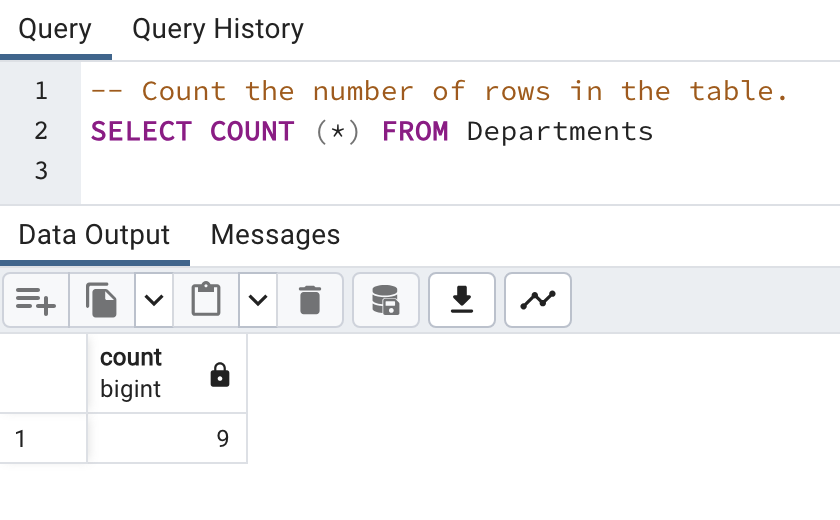 Query Query History
1 -- Count the number of rows in the table.
2 SELECT COUNT (*) FROM Departments
3
Data Output Messages
count
bigint
1 9